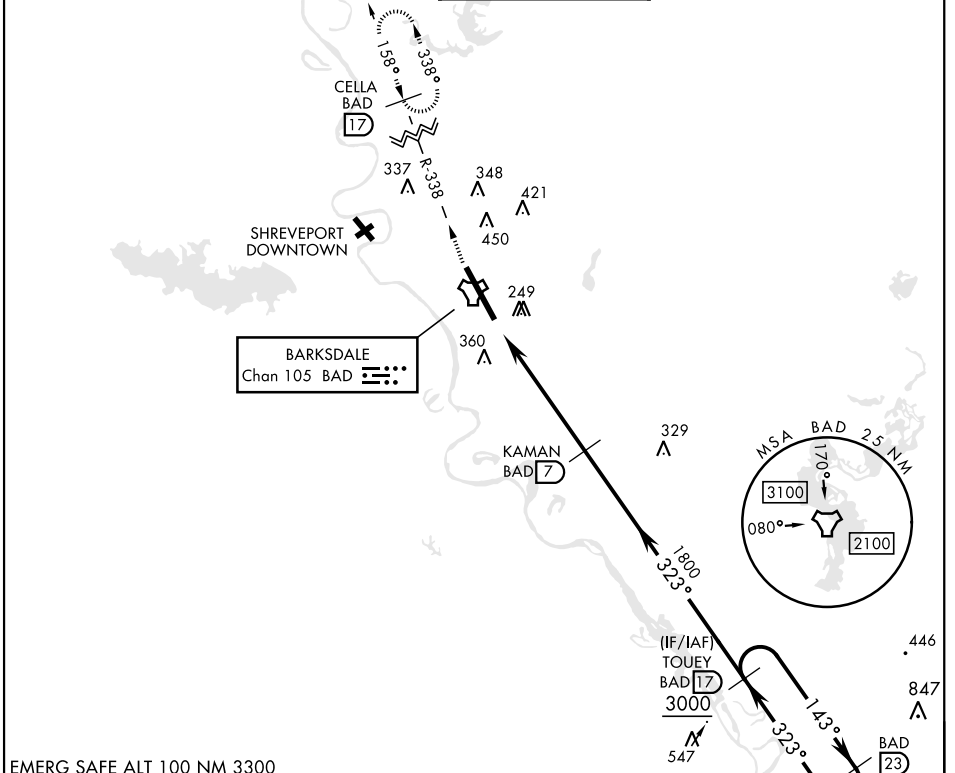 158°
338°
CELLA
BAD
17
R-338
337
348
421
450
SHREVEPORT
DOWNTOWN
249
360
BARKSDALE
Chan 105 BAD
KAMAN
BAD 7
329
MSA BAD 25 NM
170°
3100
080°
2100
1800
323°
(IF/IAF)
TOUEY
BAD 17
3000
547
446
847
143°
323°
BAD
23
EMERG SAFE ALT 100 NM 3300